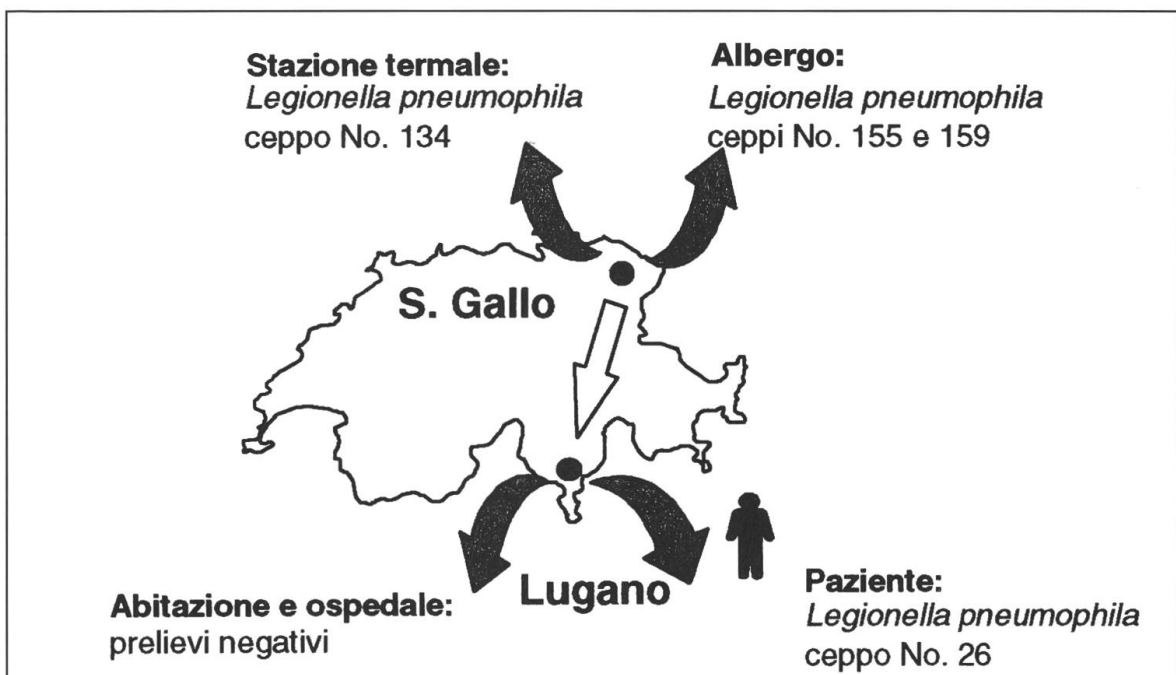 Stazione termale:
Legionella pneumophila
ceppo No. 134
Albergo:
Legionella pneumophila
ceppi No. 155 e 159
S. Gallo
Lugano
Abitazione e ospedale:
prelievi negativi
Paziente:
Legionella pneumophila
ceppo No. 26